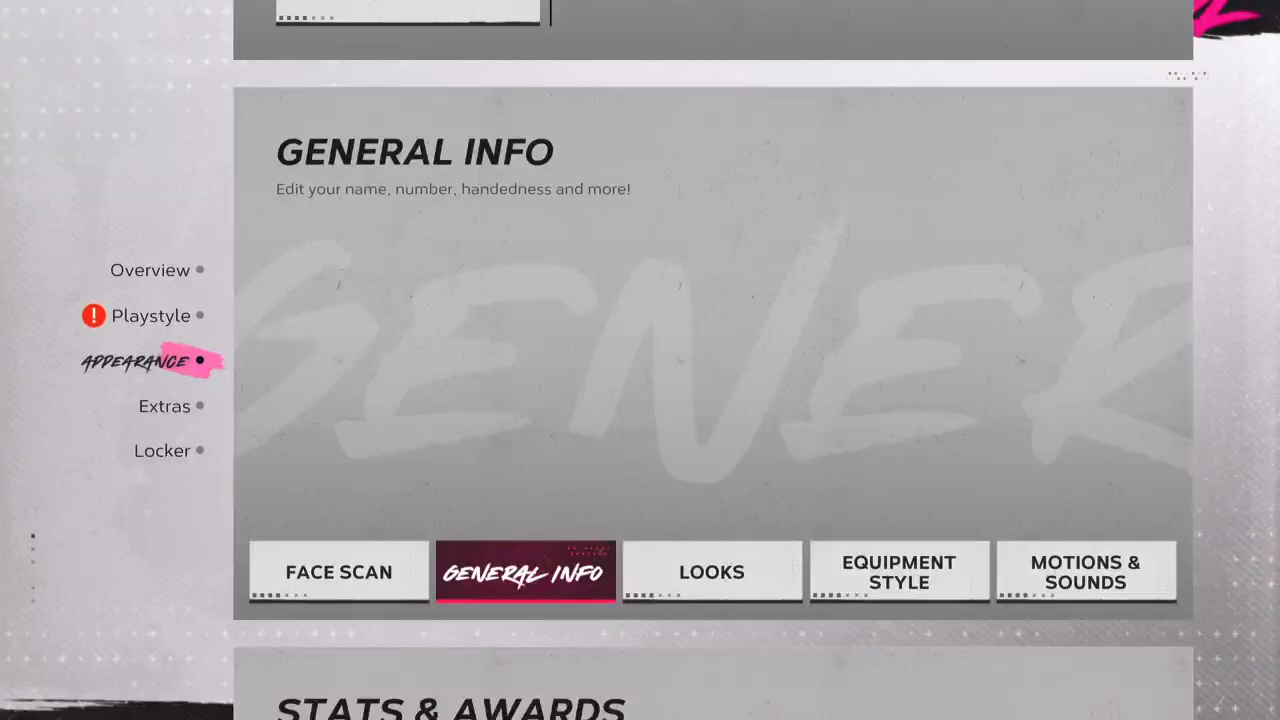 GENERAL INFO
Edit your name, number, handedness and more!
GENER
Overview
! Playstyle
APPEARANCE
Extras
Locker
FACE SCAN
GENERAL INFO
LOOKS
EQUIPMENT
STYLE
MOTIONS &
SOUNDS
STATS & AWARDS